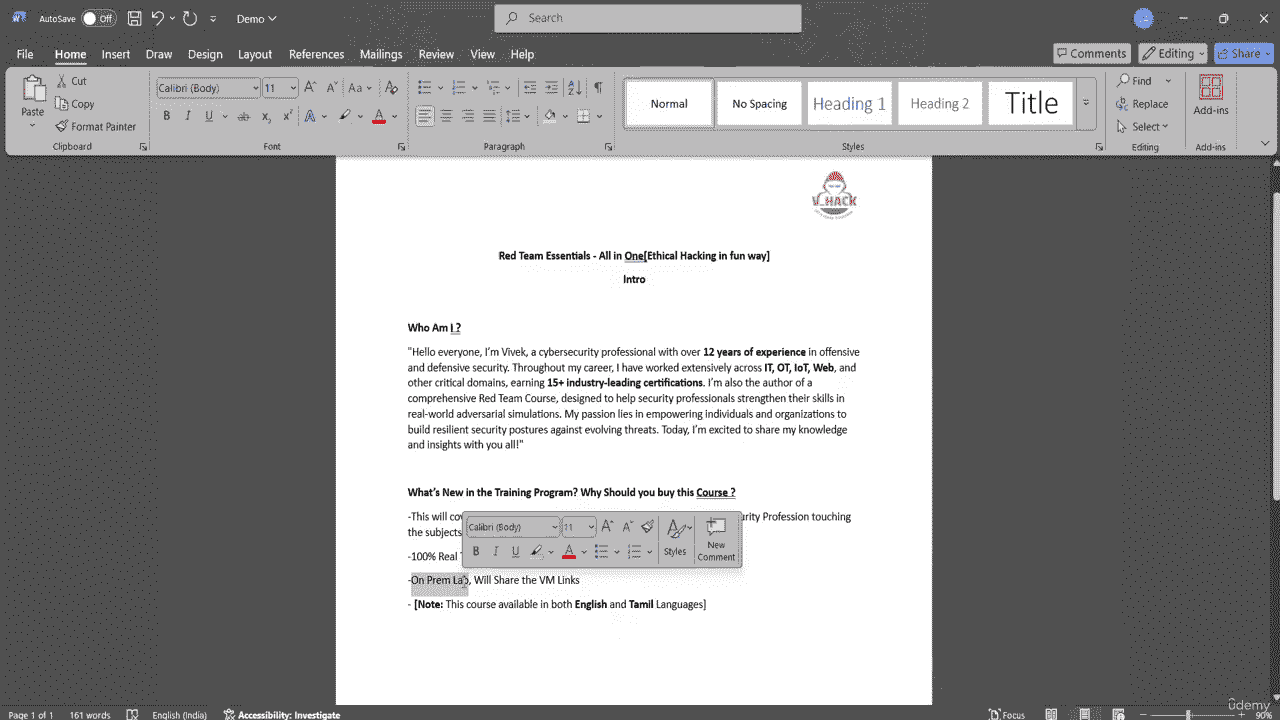 Search
File Home Insert Draw Design Layout References Mailings Review View Help Comments Editing Share
Paste Cut Copy Format Painter
Calibri (Body) 11
Normal No Spacing Heading 1 Heading 2 Title
Find Replace Select Add-ins
Clipboard Font Paragraph Styles Editing Add-ins
V_HACK
Red Team Essentials - All in One[Ethical Hacking in fun way]
Intro
Who Am I ?
"Hello everyone, I'm Vivek, a cybersecurity professional with over 12 years of experience in offensive
and defensive security. Throughout my career, I have worked extensively across IT, OT, IoT, Web, and
other critical domains, earning 15+ industry-leading certifications. I'm also the author of a
comprehensive Red Team Course, designed to help security professionals strengthen their skills in
real-world adversarial simulations. My passion lies in empowering individuals and organizations to
build resilient security postures against evolving threats. Today, I'm excited to share my knowledge
and insights with you all!"
What's New in the Training Program? Why Should you buy this Course ?
-This will cov urity Profession touching
the subjects
Calibri (Body) 11
B I U A Styles New Comment
-100% Real
-On Prem Lab, Will Share the VM Links
- [Note: This course available in both English and Tamil Languages]
Page 1 of 1 161 words English (India) Accessibility: Investigate Focus 90%
Udemy